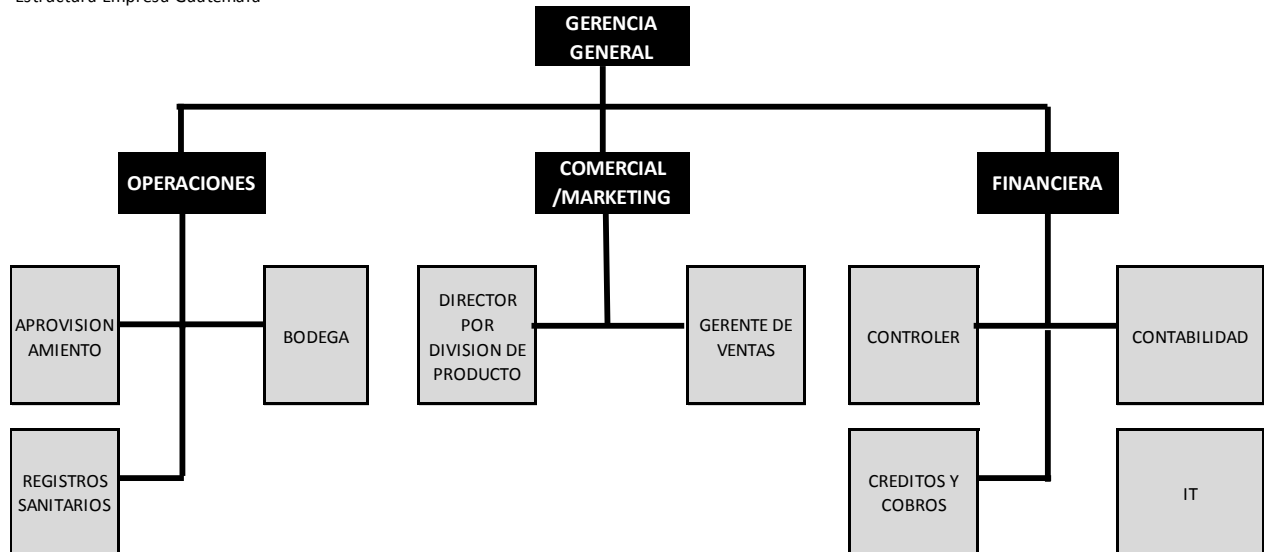 Estructura Empresa Guatemala
GERENCIA
GENERAL
OPERACIONES
COMERCIAL
/MARKETING
FINANCIERA
APROVISION
AMIENTO
BODEGA
DIRECTOR
POR
DIVISION DE
PRODUCTO
GERENTE DE
VENTAS
CONTROLER
CONTABILIDAD
REGISTROS
SANITARIOS
CREDITOS Y
COBROS
IT